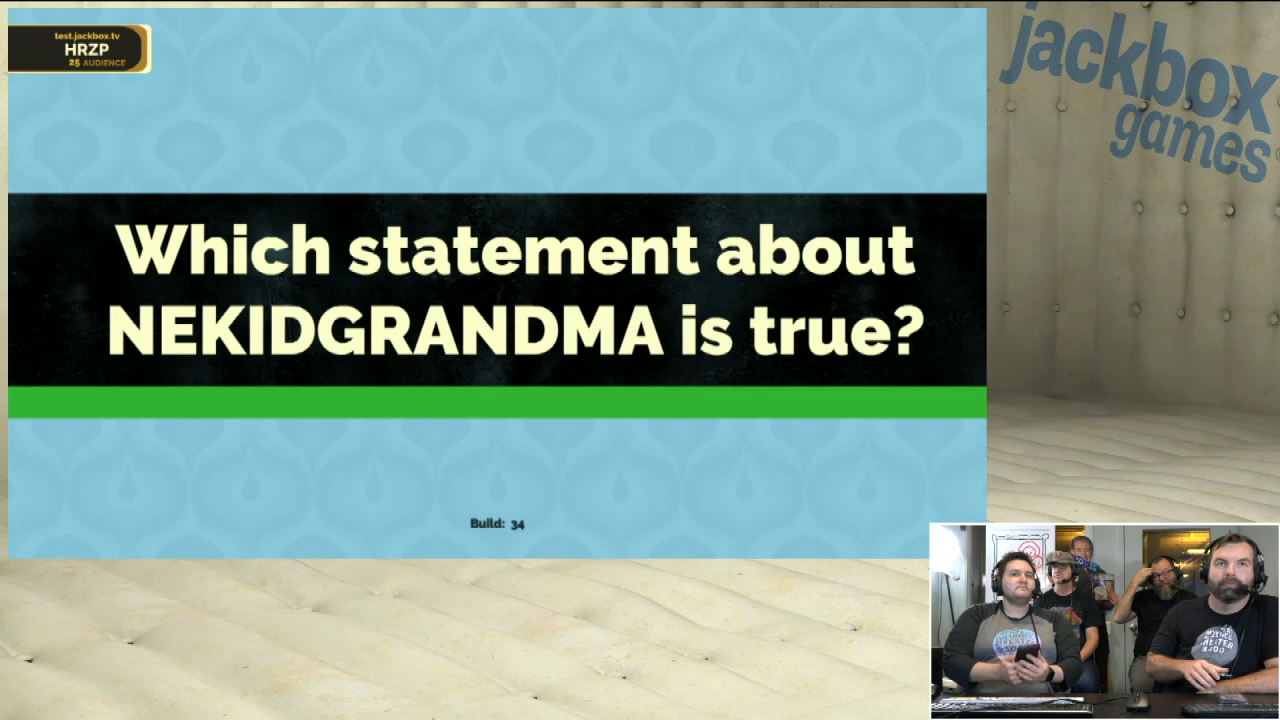 test.jackbox.tv
HRZP
25 AUDIENCE
jackbox
games
Which statement about
NEKIDGRANDMA is true?
Build: 34